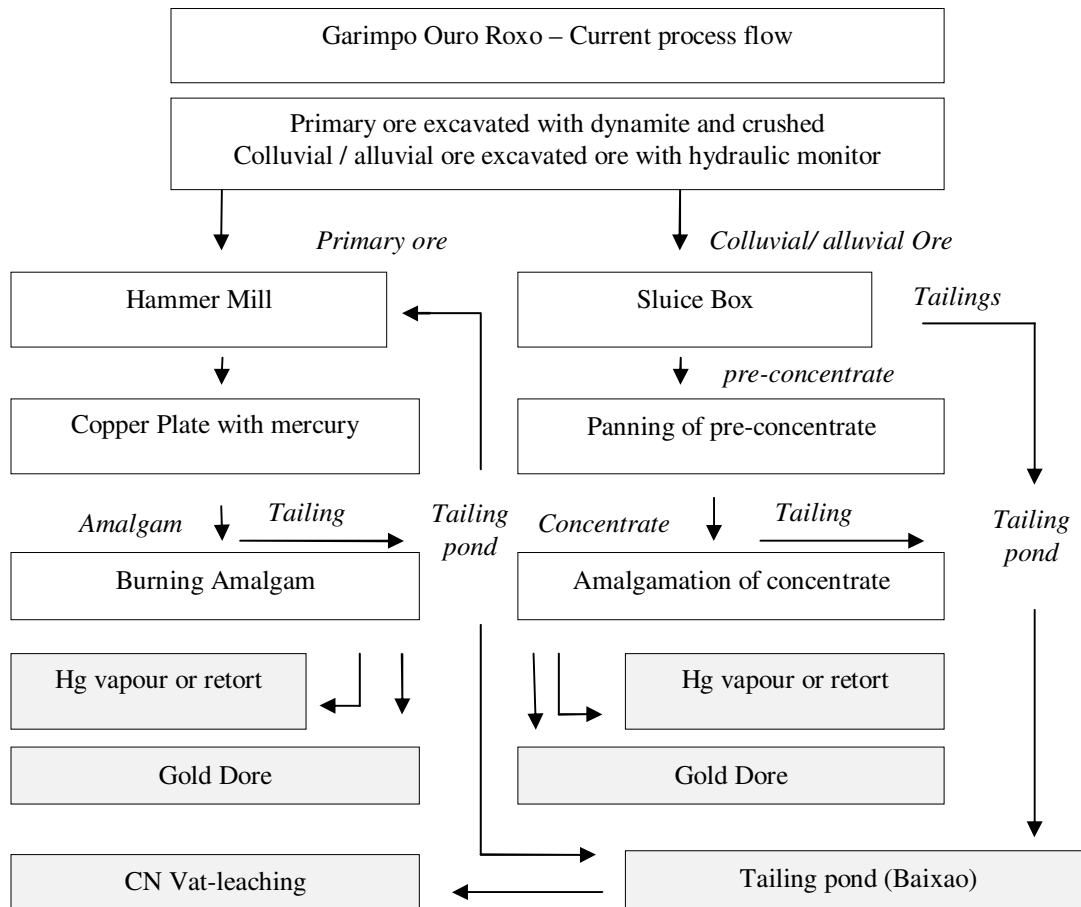 Garimpo Ouro Roxo – Current process flow
Primary ore excavated with dynamite and crushed
Colluvial / alluvial ore excavated ore with hydraulic monitor
Primary ore
Colluvial/ alluvial Ore
Hammer Mill
Sluice Box
Tailings
pre-concentrate
Copper Plate with mercury
Panning of pre-concentrate
Amalgam
Tailing
Tailing
pond
Concentrate
Tailing
Tailing
pond
Burning Amalgam
Amalgamation of concentrate
Hg vapour or retort
Hg vapour or retort
Gold Dore
Gold Dore
CN Vat-leaching
Tailing pond (Baixao)